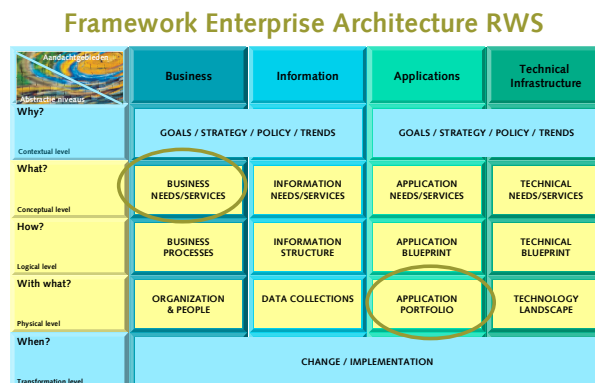 Framework Enterprise Architecture RWS
Aandachtgebieden
Abstractie niveaus
Business
Information
Applications
Technical
Infrastructure
Why?
Contextual level
GOALS / STRATEGY / POLICY / TRENDS
GOALS / STRATEGY / POLICY / TRENDS
What?
Conceptual level
BUSINESS
NEEDS/SERVICES
INFORMATION
NEEDS/SERVICES
APPLICATION
NEEDS/SERVICES
TECHNICAL
NEEDS/SERVICES
How?
Logical level
BUSINESS
PROCESSES
INFORMATION
STRUCTURE
APPLICATION
BLUEPRINT
TECHNICAL
BLUEPRINT
With what?
Physical level
ORGANIZATION
& PEOPLE
DATA COLLECTIONS
APPLICATION
PORTFOLIO
TECHNOLOGY
LANDSCAPE
When?
Transformation level
CHANGE / IMPLEMENTATION